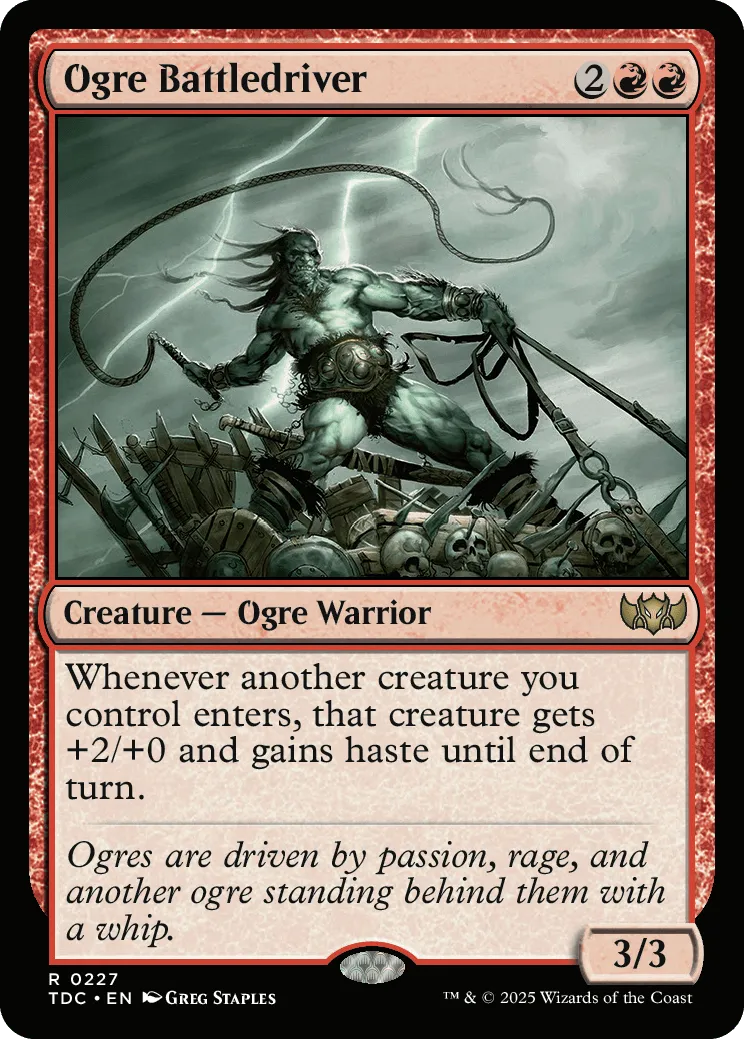 Ogre Battledriver 2
Creature — Ogre Warrior
Whenever another creature you
control enters, that creature gets
+2/+0 and gains haste until end of
turn.
Ogres are driven by passion, rage, and
another ogre standing behind them with
a whip.
3/3
R 0227
TDC • EN Greg Staples
™ & © 2025 Wizards of the Coast